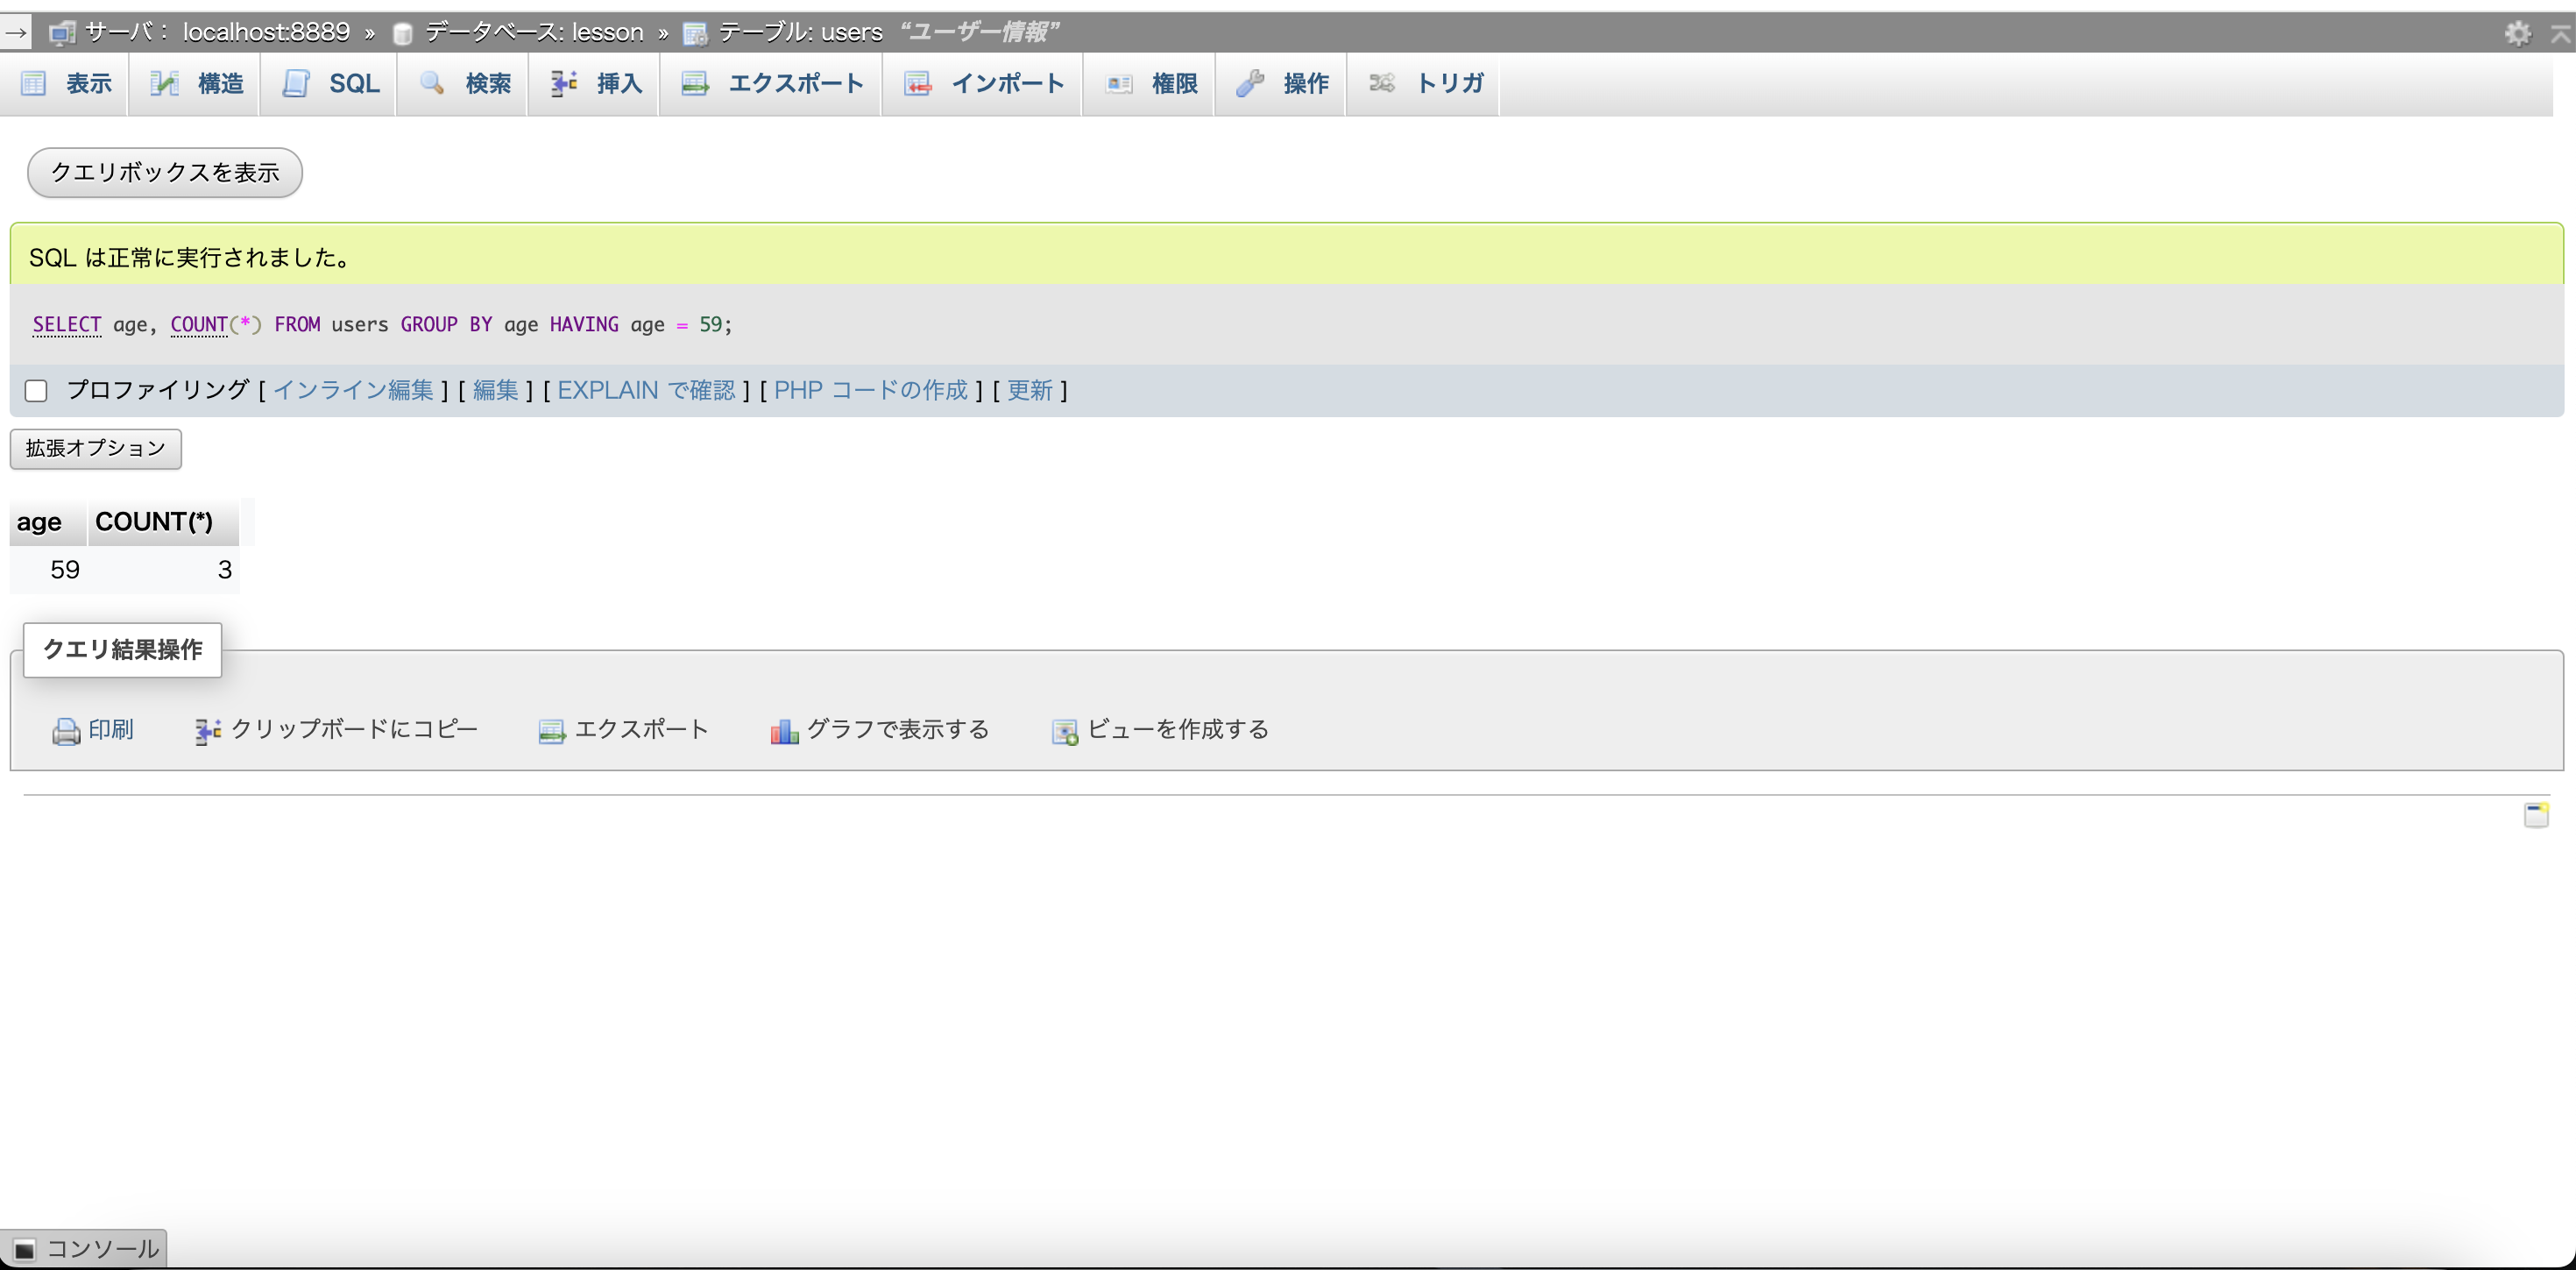 → サーバ： localhost:8889 » データベース: lesson » テーブル: users “ユーザー情報”
表示 構造 SQL 検索 挿入 エクスポート インポート 権限 操作 トリガ
クエリボックスを表示
SQL は正常に実行されました。
SELECT age, COUNT(*) FROM users GROUP BY age HAVING age = 59;
プロファイリング [ インライン編集 ] [ 編集 ] [ EXPLAIN で確認 ] [ PHP コードの作成 ] [ 更新 ]
拡張オプション
age COUNT(*)
59 3
クエリ結果操作
印刷 クリップボードにコピー エクスポート グラフで表示する ビューを作成する
コンソール